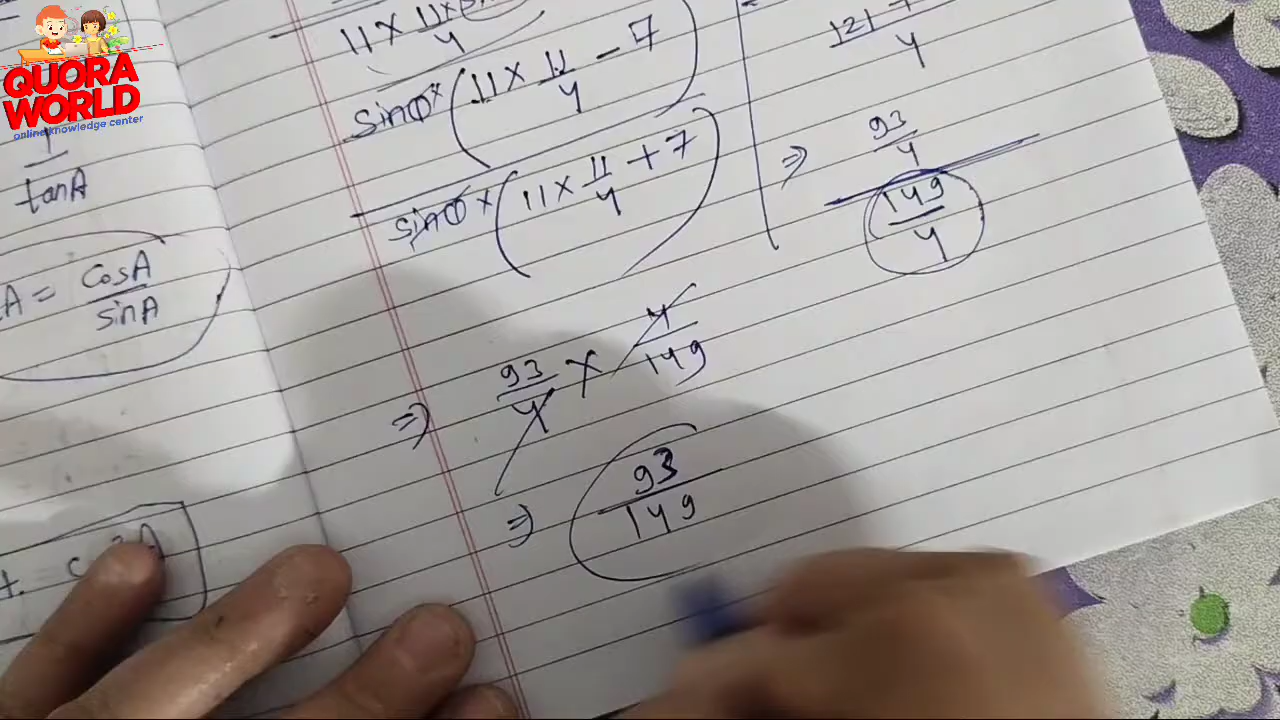 QUORA
WORLD
online knowledge center
1
tanA
A = cosA
sinA
11 × 11 ×
4
sinθ × (11 × 11 - 7
4
sinθ × (11 × 11 + 7)
4
121 +
4
⇒ 93
4
149
4
⇒ 93 × 4
4 149
⇒ 93
149